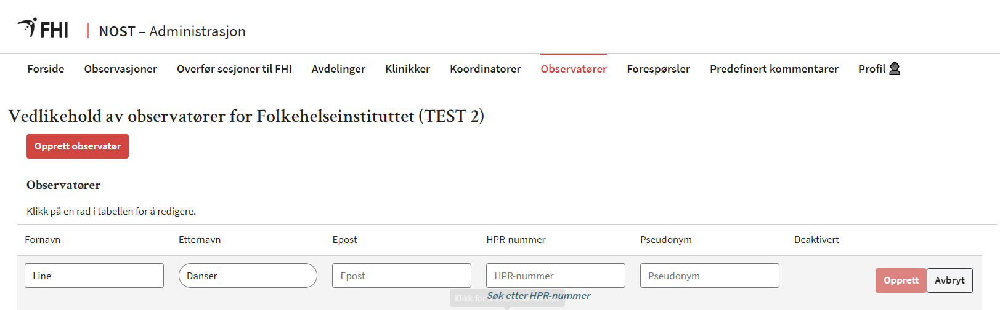 FHI NOST – Administrasjon
Forside Observasjoner Overfør sesjoner til FHI Avdelinger Klinikker Koordinatorer Observatører Forespørsler Predefinert kommentarer Profil
Vedlikehold av observatører for Folkehelseinstituttet (TEST 2)
Opprett observatør
Observatører
Klikk på en rad i tabellen for å redigere.
Fornavn Etternavn Epost HPR-nummer Pseudonym Deaktivert
Line Danser Epost HPR-nummer Pseudonym Opprett Avbryt
Søk etter HPR-nummer
Klikk for